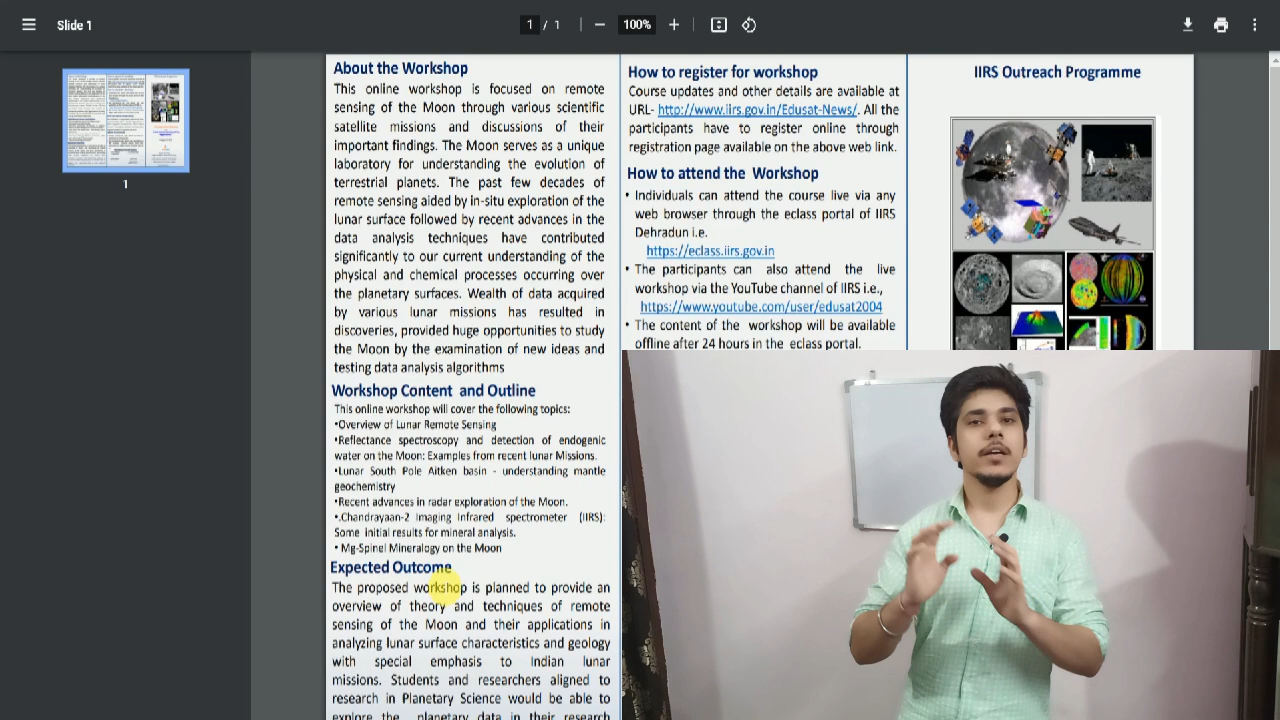 Slide 1
1 / 1
100%
1
About the Workshop
This online workshop is focused on remote
sensing of the Moon through various scientific
satellite missions and discussion of their
important findings. The Moon serves a unique
laboratory for understanding the evolution of
terrestrial planets. The past few decades of
remote sensing aided by in-situ exploration of the
lunar surface followed by recent advances in the
data analysis techniques have contributed
significantly to our current understanding of the
physical and chemical processes occurring over
the planetary surfaces. Wealth of data acquired
by various lunar missions has resulted in
discoveries, provided huge opportunities to study
the Moon by the examination of new ideas and
testing data analysis algorithms
Workshop Content and Outline
This online workshop will cover the following topics:
•Overview of Lunar Remote Sensing
•Reflectance spectroscopy and detection of endogenic
water on the Moon: Examples from recent lunar Missions.
•Lunar South Pole Aitken basin - understanding mantle
geochemistry
•Recent advances in radar exploration of the Moon.
•.Chandrayaan-2 Imaging Infrared spectrometer (IIRS):
Some initial results for mineral analysis.
• Mg-Spinel Mineralogy on the Moon
Expected Outcome
The proposed workshop is planned to provide an
overview of theory and techniques of remote
sensing of the Moon and their applications in
analyzing lunar surface characteristics and geology
with special emphasis to Indian lunar
missions. Students and researchers aligned to
research in Planetary Science would be able to
explore the planetary data in their research
How to register for workshop
Course updates and other details are available at
URL- http://www.iirs.gov.in/Edusat-News/. All the
participants have to register online through
registration page available on the above web link.
How to attend the Workshop
• Individuals can attend the course live via any
web browser through the eclass portal of IIRS
Dehradun i.e.
https://eclass.iirs.gov.in
• The participants can also attend the live
workshop via the YouTube channel of IIRS i.e.,
https://www.youtube.com/user/edusat2004
• The content of the workshop will be available
offline after 24 hours in the eclass portal.
IIRS Outreach Programme